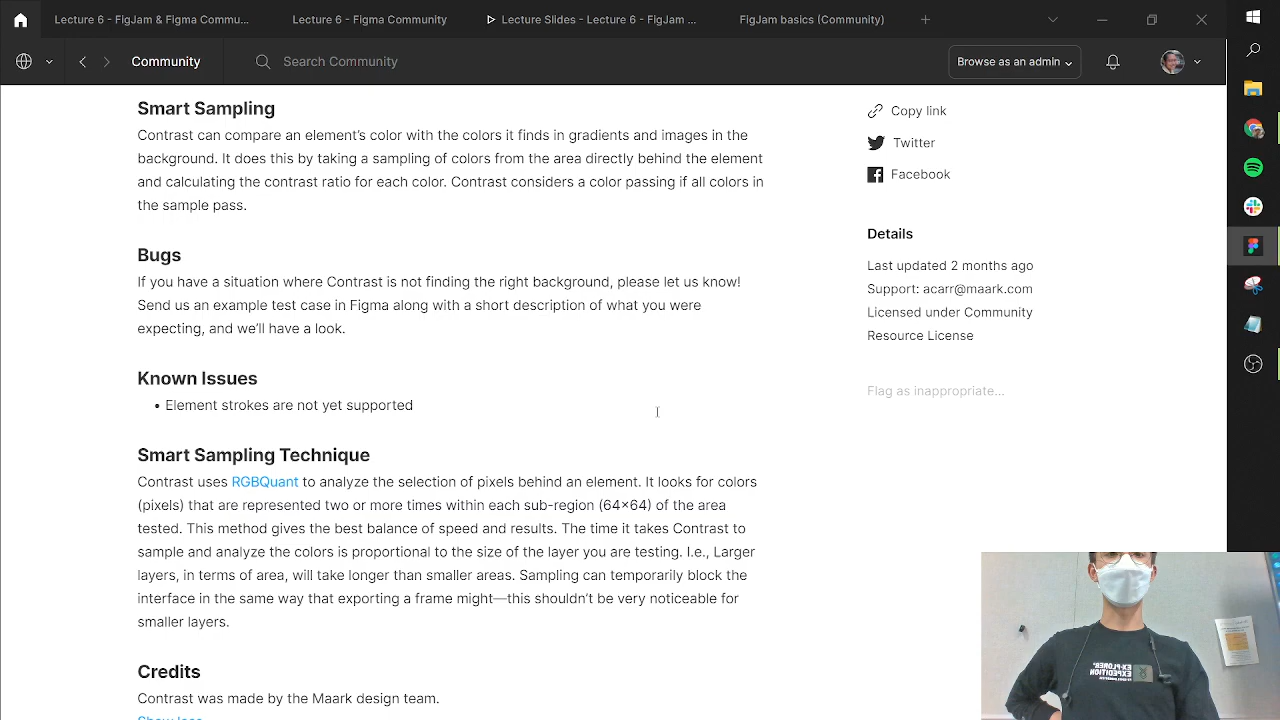 Lecture 6 - FigJam & Figma Commu...
Lecture 6 - Figma Community
Lecture Slides - Lecture 6 - FigJam ...
FigJam basics (Community)
Community
Search Community
Browse as an admin
Smart Sampling
Contrast can compare an element's color with the colors it finds in gradients and images in the
background. It does this by taking a sampling of colors from the area directly behind the element
and calculating the contrast ratio for each color. Contrast considers a color passing if all colors in
the sample pass.
Bugs
If you have a situation where Contrast is not finding the right background, please let us know!
Send us an example test case in Figma along with a short description of what you were
expecting, and we'll have a look.
Known Issues
• Element strokes are not yet supported
Smart Sampling Technique
Contrast uses RGBQuant to analyze the selection of pixels behind an element. It looks for colors
(pixels) that are represented two or more times within each sub-region (64×64) of the area
tested. This method gives the best balance of speed and results. The time it takes Contrast to
sample and analyze the colors is proportional to the size of the layer you are testing. I.e., Larger
layers, in terms of area, will take longer than smaller areas. Sampling can temporarily block the
interface in the same way that exporting a frame might—this shouldn't be very noticeable for
smaller layers.
Credits
Contrast was made by the Maark design team.
Show less
Copy link
Twitter
Facebook
Details
Last updated 2 months ago
Support: acarr@maark.com
Licensed under Community
Resource License
Flag as inappropriate...
EX-PLORER
EXPEDITION